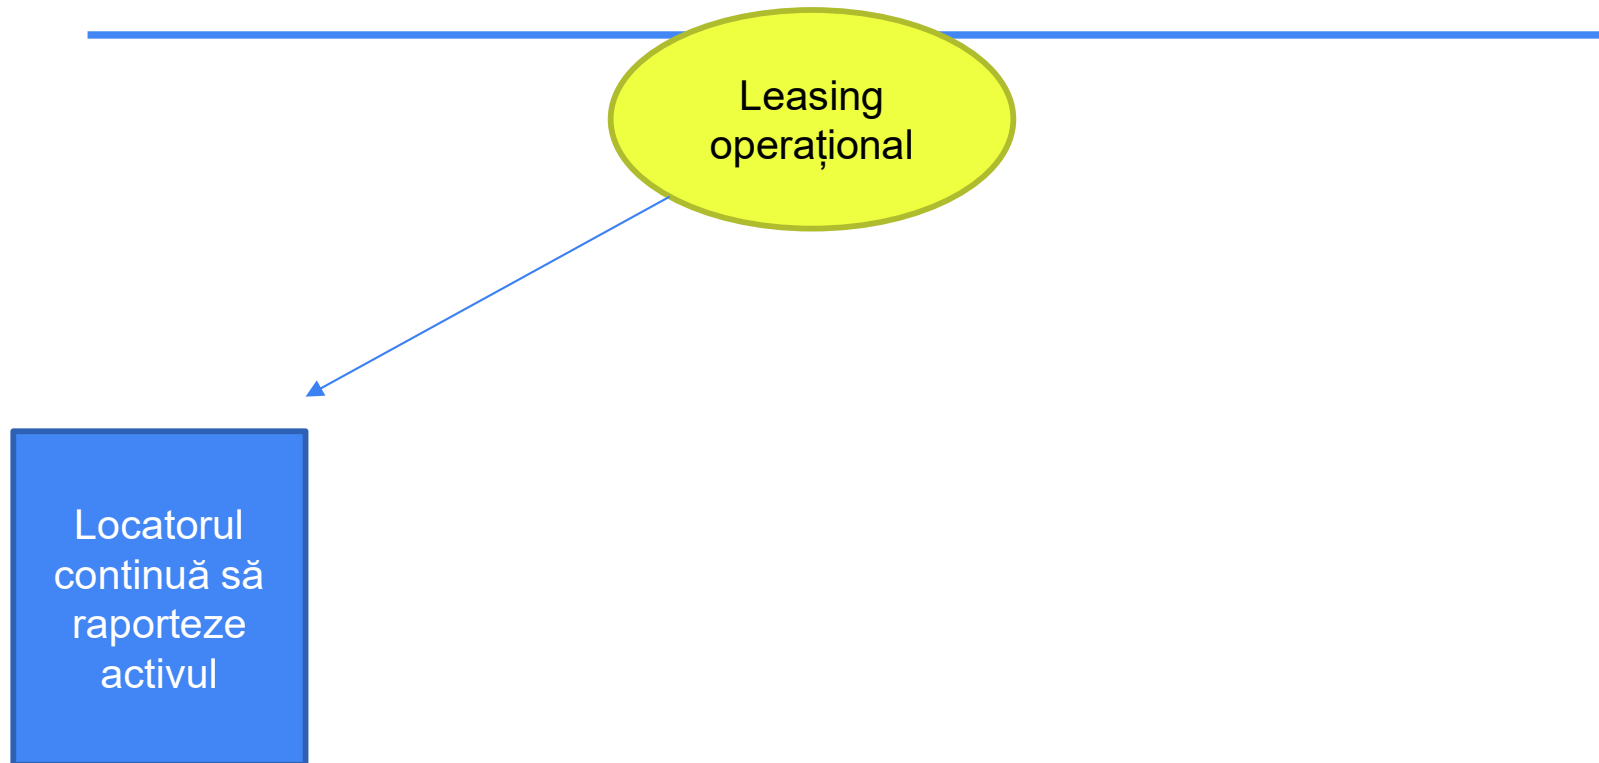 Leasing
operațional
Locatorul
continuă să
raporteze
activul